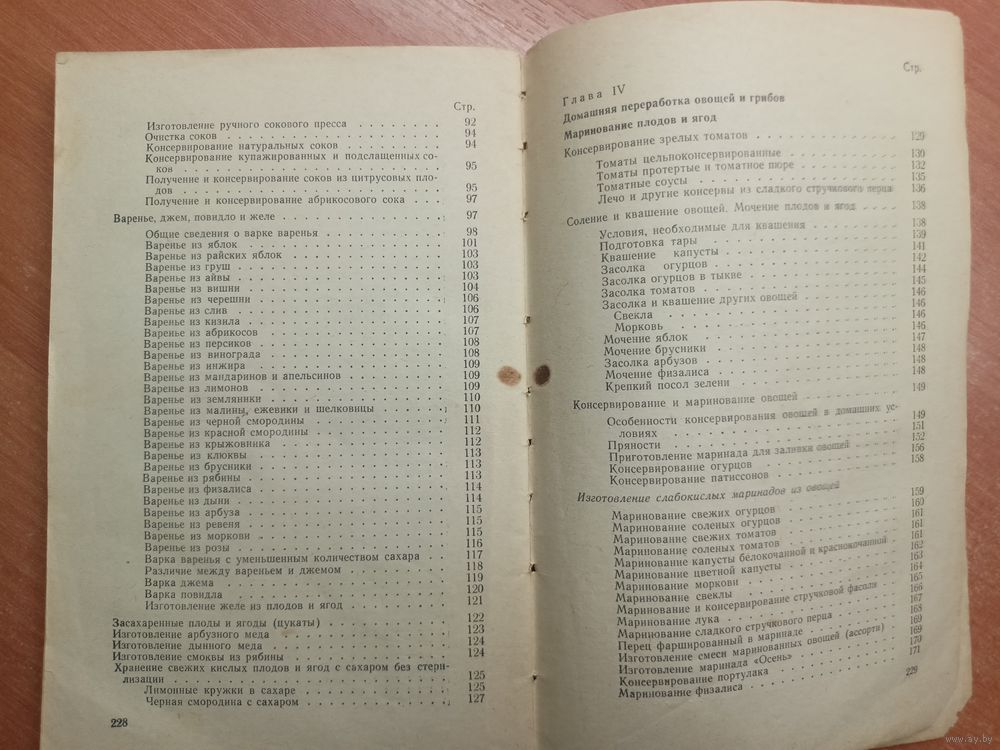 Стр.
Изготовление ручного сокового пресса . . . . . . . 92
Очистка соков . . . . . . . . . . . . . . . . . 94
Консервирование натуральных соков . . . . . . . . 94
Консервирование купажированных и подслащенных со-
ков . . . . . . . . . . . . . . . . . . . . . 95
Получение и консервирование соков из цитрусовых пло-
дов . . . . . . . . . . . . . . . . . . . . . 95
Получение и консервирование абрикосового сока . . 97
Варенье, джем, повидло и желе . . . . . . . . . . . 97
Общие сведения о варке варенья . . . . . . . . . 98
Варенье из яблок . . . . . . . . . . . . . . . 101
Варенье из райских яблок . . . . . . . . . . . . 103
Варенье из груш . . . . . . . . . . . . . . . . 103
Варенье из айвы . . . . . . . . . . . . . . . . 103
Варенье из вишни . . . . . . . . . . . . . . . 104
Варенье из черешни . . . . . . . . . . . . . . 106
Варенье из слив . . . . . . . . . . . . . . . . 106
Варенье из кизила . . . . . . . . . . . . . . . 107
Варенье из абрикосов . . . . . . . . . . . . . . 107
Варенье из персиков . . . . . . . . . . . . . . 108
Варенье из винограда . . . . . . . . . . . . . . 108
Варенье из инжира . . . . . . . . . . . . . . . 109
Варенье из мандаринов и апельсинов . . . . . . . 109
Варенье из лимонов . . . . . . . . . . . . . . 109
Варенье из земляники . . . . . . . . . . . . . . 110
Варенье из малины, ежевики и шелковицы . . . . . 110
Варенье из черной смородины . . . . . . . . . . 111
Варенье из красной смородины . . . . . . . . . . 112
Варенье из крыжовника . . . . . . . . . . . . . 112
Варенье из клюквы . . . . . . . . . . . . . . . 113
Варенье из брусники . . . . . . . . . . . . . . 113
Варенье из рябины . . . . . . . . . . . . . . . 113
Варенье из физалиса . . . . . . . . . . . . . . 114
Варенье из дыни . . . . . . . . . . . . . . . . 114
Варенье из арбуза . . . . . . . . . . . . . . . 115
Варенье из ревеня . . . . . . . . . . . . . . . 115
Варенье из моркови . . . . . . . . . . . . . . 115
Варенье из розы . . . . . . . . . . . . . . . . 116
Варка варенья с уменьшенным количеством сахара . . 117
Различие между вареньем и джемом . . . . . . . . 118
Варка джема . . . . . . . . . . . . . . . . . 119
Варка повидла . . . . . . . . . . . . . . . . 120
Изготовление желе из плодов и ягод . . . . . . . 121
Засахаренные плоды и ягоды (цукаты) . . . . . . . . 122
Изготовление арбузного меда . . . . . . . . . . . . 123
Изготовление дынного меда . . . . . . . . . . . . . 124
Изготовление смоквы из рябины . . . . . . . . . . . 124
Хранение свежих кислых плодов и ягод с сахаром без стери-
лизации . . . . . . . . . . . . . . . . . . . . . 125
Лимонные кружки в сахаре . . . . . . . . . . . . 125
Черная смородина с сахаром . . . . . . . . . . . 127
228
Стр.
Глава IV
Домашняя переработка овощей и грибов
Маринование плодов и ягод
Консервирование зрелых томатов . . . . . . . . . . 129
Томаты цельноконсервированные . . . . . . . . . 130
Томаты протертые и томатное пюре . . . . . . . . 132
Томатные соусы . . . . . . . . . . . . . . . . 135
Лечо и другие консервы из сладкого стручкового перца 136
Соление и квашение овощей. Мочение плодов и ягод . . . . 138
Условия, необходимые для квашения . . . . . . . 138
Подготовка тары . . . . . . . . . . . . . . . . 139
Квашение капусты . . . . . . . . . . . . . . . 141
Засолка огурцов . . . . . . . . . . . . . . . . 142
Засолка огурцов в тыкве . . . . . . . . . . . . 144
Засолка томатов . . . . . . . . . . . . . . . . 145
Засолка и квашение других овощей . . . . . . . . 146
Свекла . . . . . . . . . . . . . . . . . . . 146
Морковь . . . . . . . . . . . . . . . . . . 146
Мочение яблок . . . . . . . . . . . . . . . . 147
Мочение брусники . . . . . . . . . . . . . . . 148
Засолка арбузов . . . . . . . . . . . . . . . . 148
Мочение физалиса . . . . . . . . . . . . . . . 148
Крепкий посол зелени . . . . . . . . . . . . . .
Консервирование и маринование овощей . . . . . . . 149
Особенности консервирования овощей в домашних ус-
ловиях . . . . . . . . . . . . . . . . . . . . 149
Пряности . . . . . . . . . . . . . . . . . . . 151
Приготовление маринада для заливки овощей . . . . 152
Консервирование огурцов . . . . . . . . . . . . 156
Консервирование патиссонов . . . . . . . . . . . 158
Изготовление слабокислых маринадов из овощей
Маринование свежих огурцов . . . . . . . . . . . 159
Маринование соленых огурцов . . . . . . . . . . 160
Маринование свежих томатов . . . . . . . . . . . 161
Маринование соленых томатов . . . . . . . . . . 161
Маринование капусты белокочанной и краснокочанной . 161
Маринование цветной капусты . . . . . . . . . . 162
Маринование моркови . . . . . . . . . . . . . . 163
Маринование свеклы . . . . . . . . . . . . . . 164
Маринование и консервирование стручковой фасоли . . 165
Маринование лука . . . . . . . . . . . . . . . 166
Маринование сладкого стручкового перца . . . . . . 167
Перец фаршированный в маринаде . . . . . . . . . 168
Изготовление смеси маринованных овощей (ассорти) . 169
Изготовление маринада «Осень» . . . . . . . . . . 169
Консервирование портулака . . . . . . . . . . . 170
Маринование физалиса . . . . . . . . . . . . . . 171
229
www.ay.by